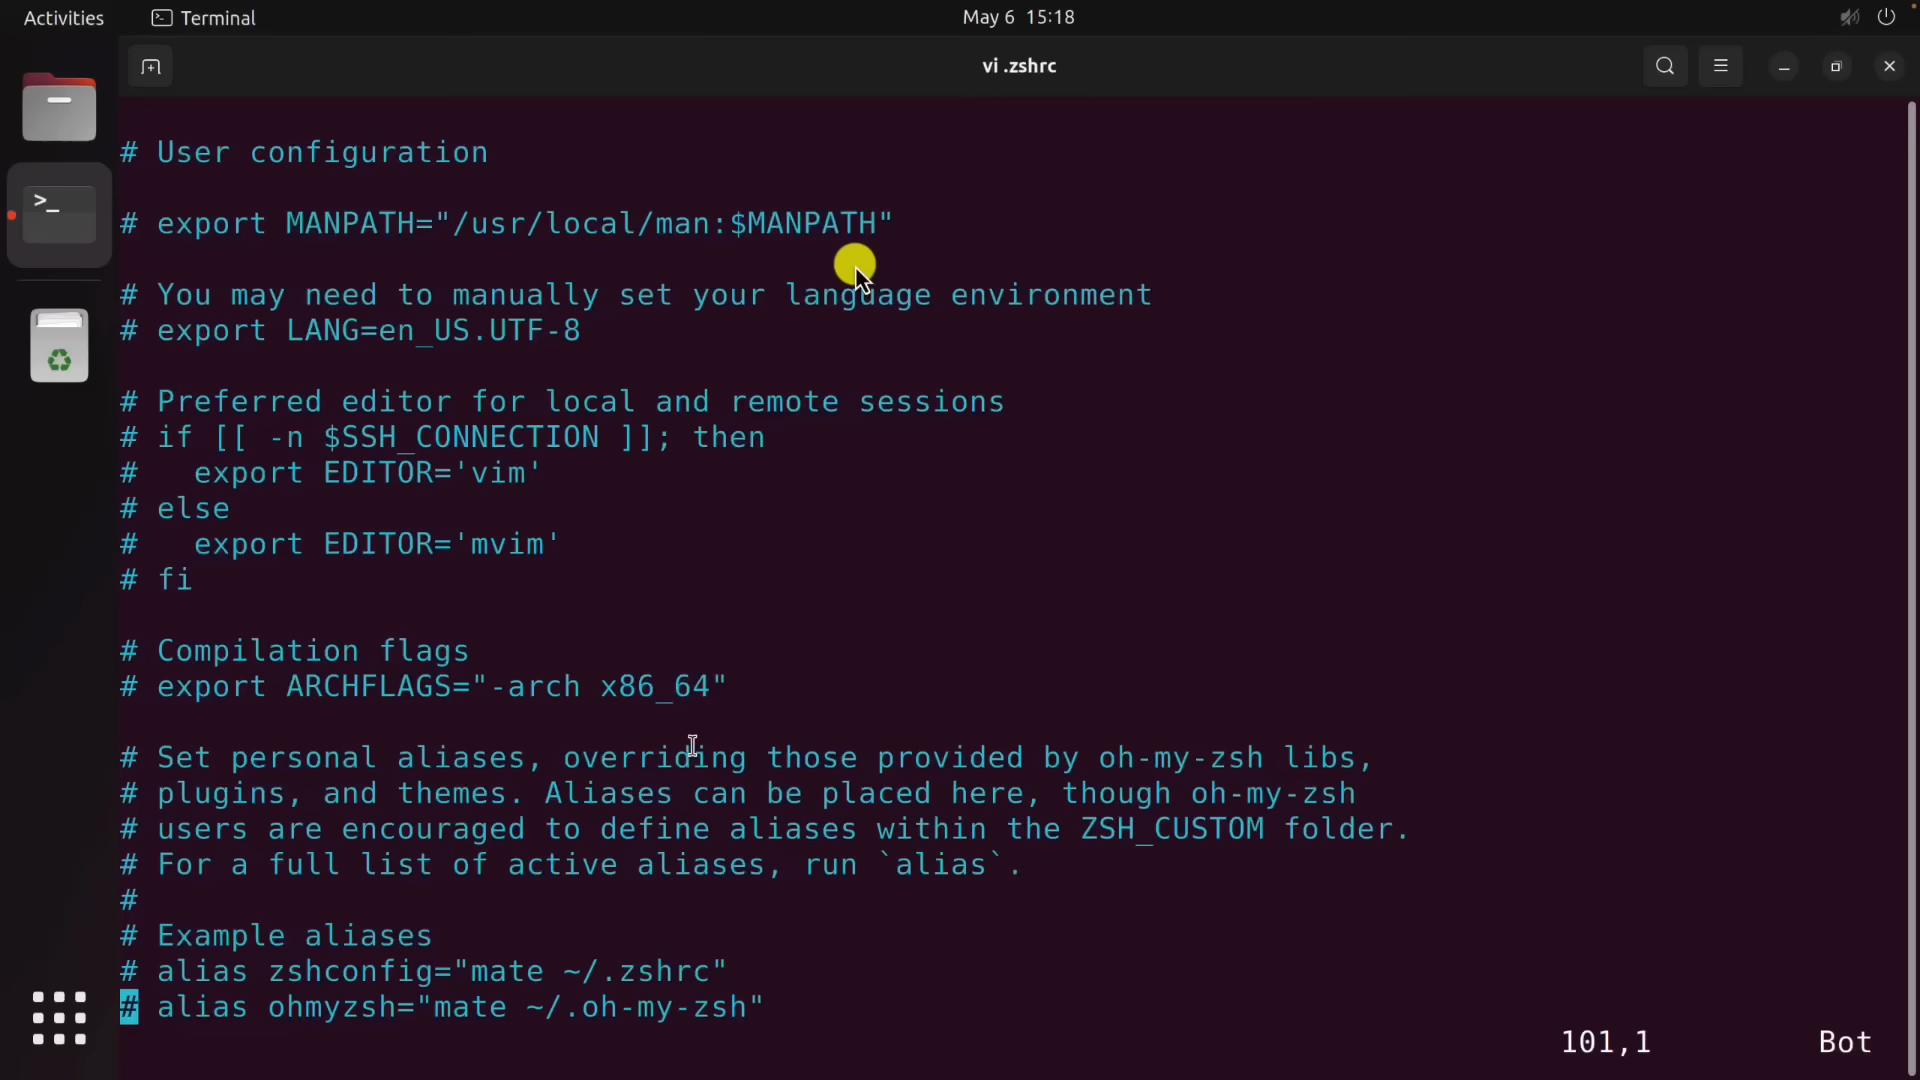 Activities
Terminal
May 6 15:18
vi .zshrc
# User configuration
# export MANPATH="/usr/local/man:$MANPATH"
# You may need to manually set your language environment
# export LANG=en_US.UTF-8
# Preferred editor for local and remote sessions
# if [[ -n $SSH_CONNECTION ]]; then
#   export EDITOR='vim'
# else
#   export EDITOR='mvim'
# fi
# Compilation flags
# export ARCHFLAGS="-arch x86_64"
# Set personal aliases, overriding those provided by oh-my-zsh libs,
# plugins, and themes. Aliases can be placed here, though oh-my-zsh
# users are encouraged to define aliases within the ZSH_CUSTOM folder.
# For a full list of active aliases, run `alias`.
#
# Example aliases
# alias zshconfig="mate ~/.zshrc"
# alias ohmyzsh="mate ~/.oh-my-zsh"
101,1 Bot